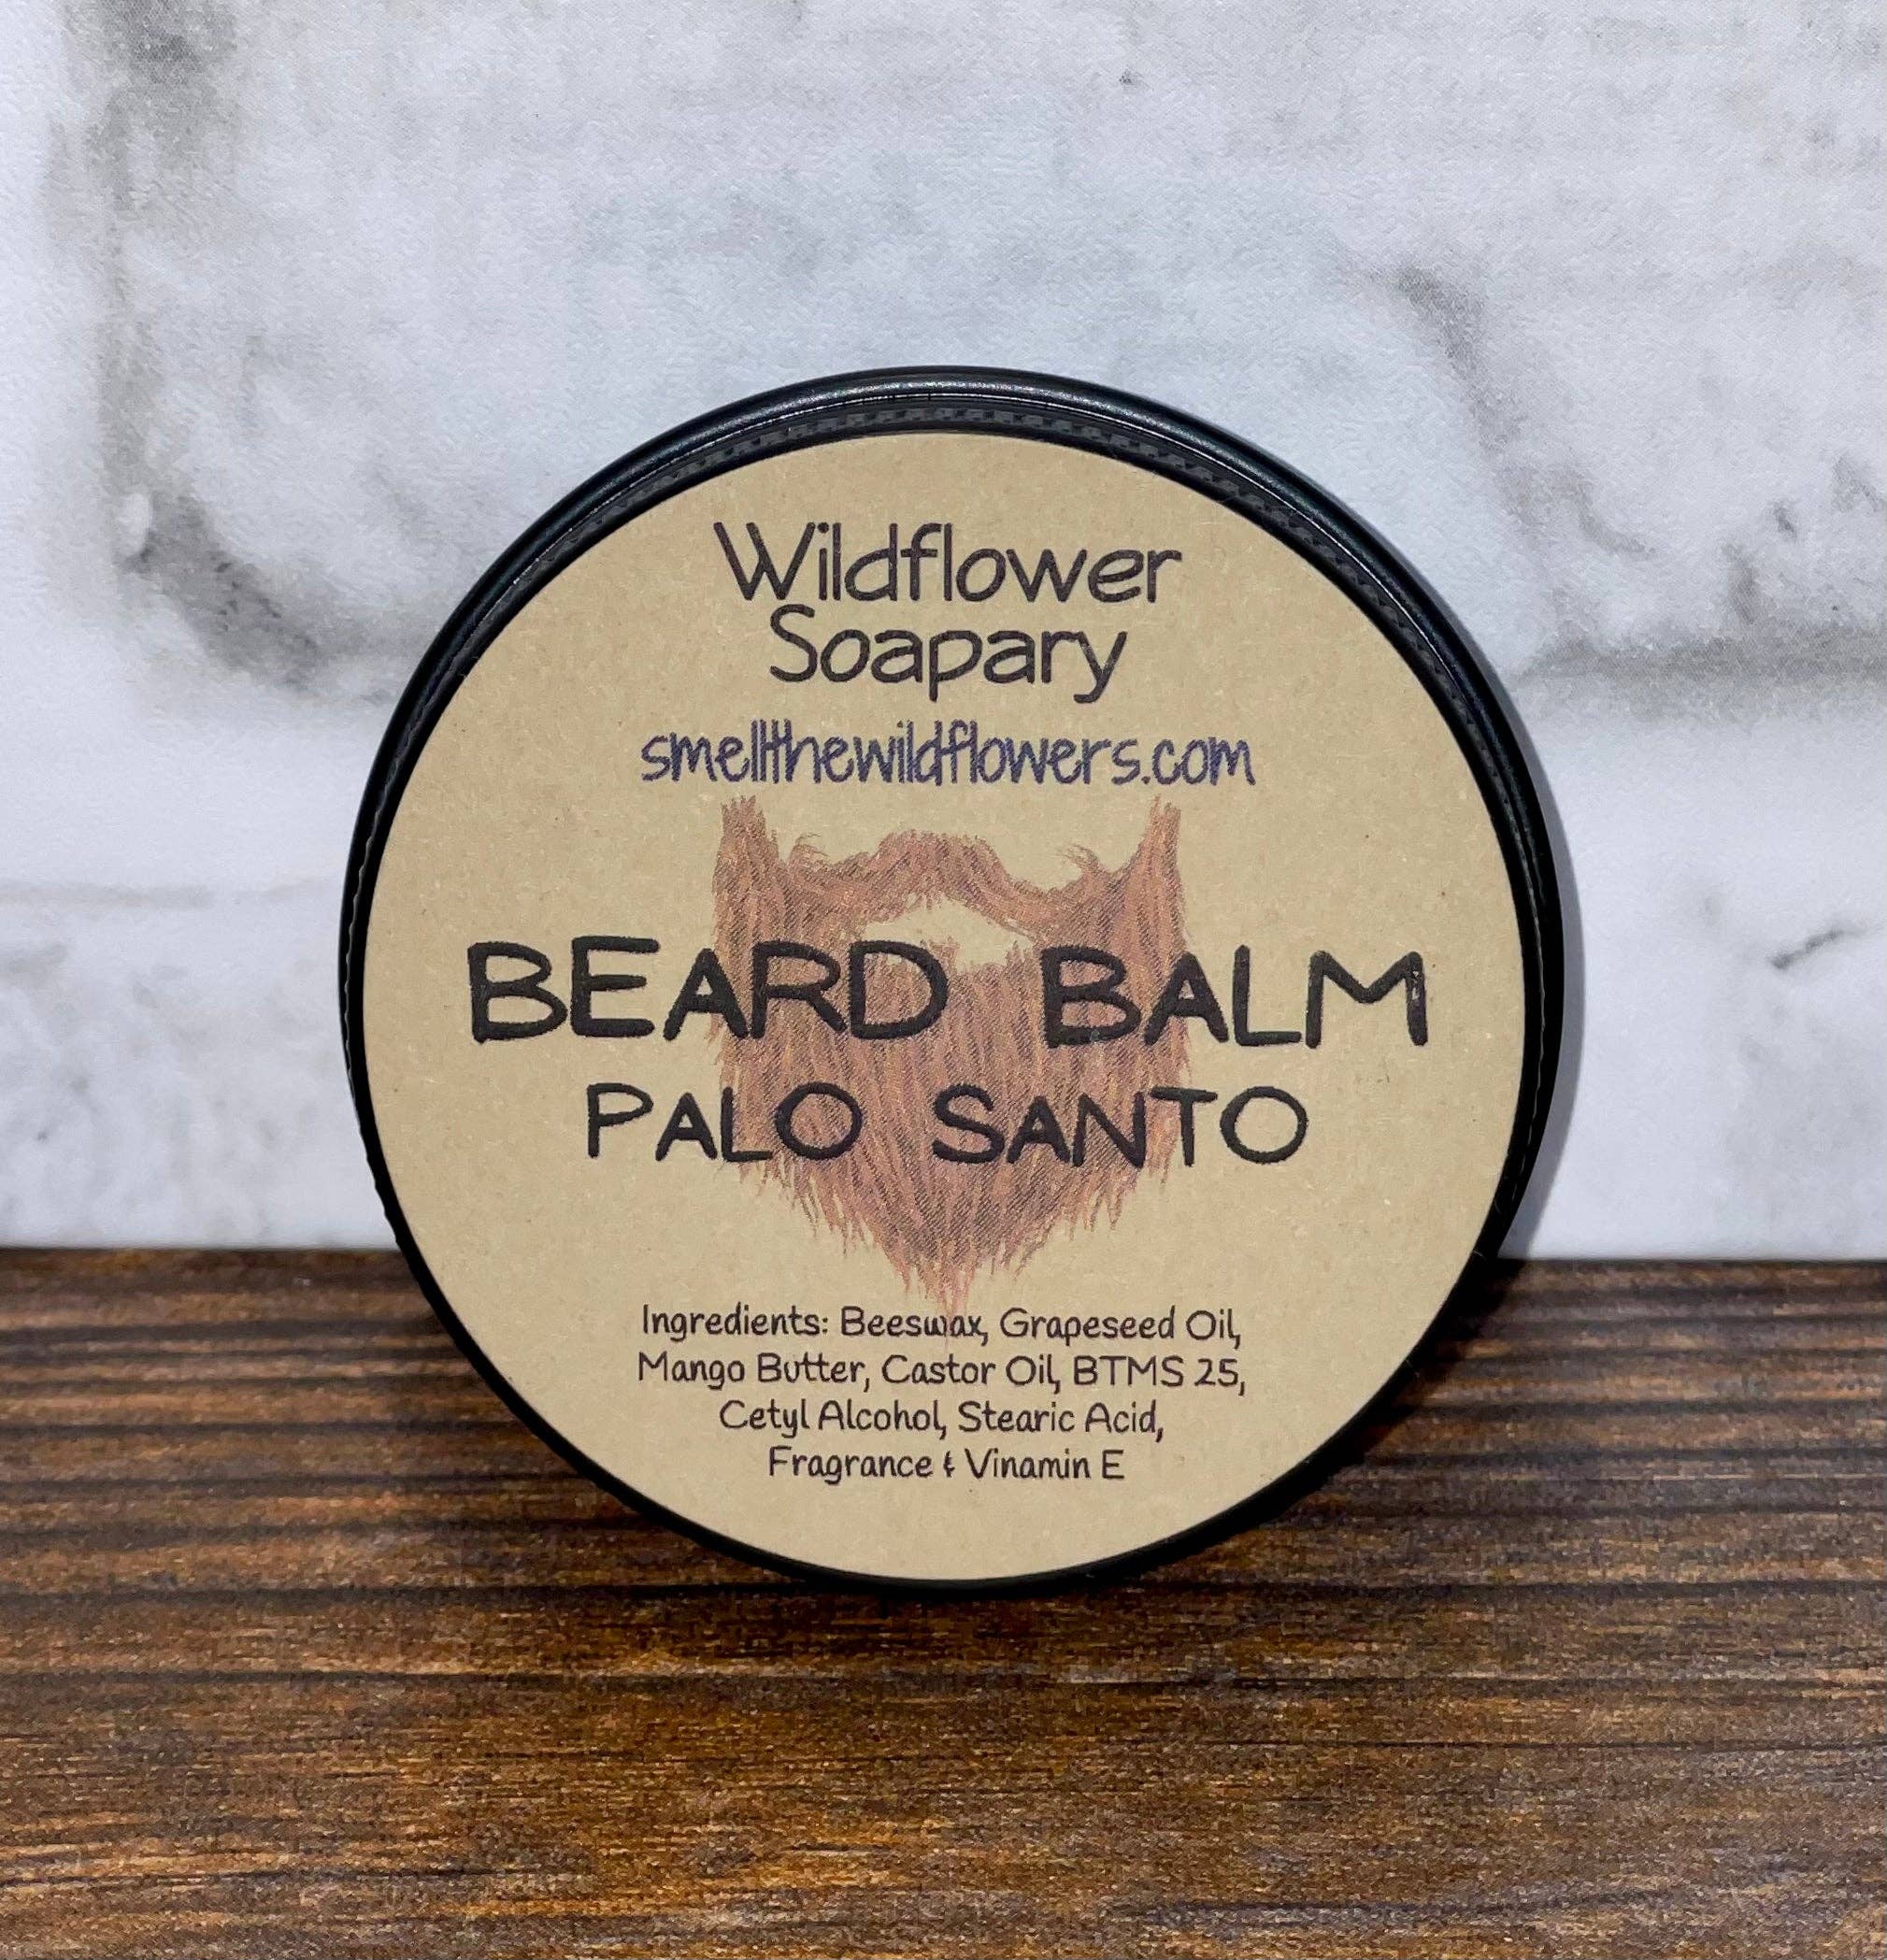 Wildflower
Soapary
smellthewildflowers.com
BEARD BALM
PALO SANTO
Ingredients: Beeswax, Grapeseed Oil,
Mango Butter, Castor Oil, BTMS 25,
Cetyl Alcohol, Stearic Acid,
Fragrance & Vinamin E